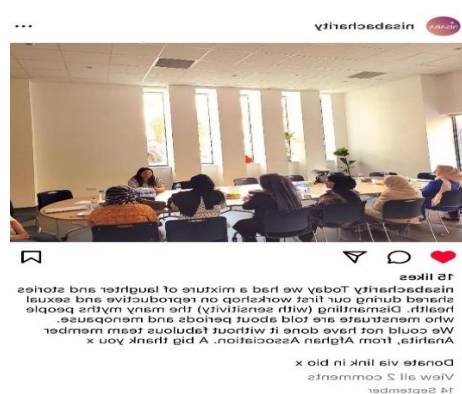 nisabacharity
15 likes
nisabacharity Today we had a mixture of laughter and stories
shared during our first workshop on reproductive and sexual
health. Dismantling (with sensitivity) the many myths people
who menstruate are told about periods and menopause.
We could not have done it without fabulous team member
Anahita, from Afghan Association. A big thank you x
Donate via link in bio x
View all 2 comments
14 September